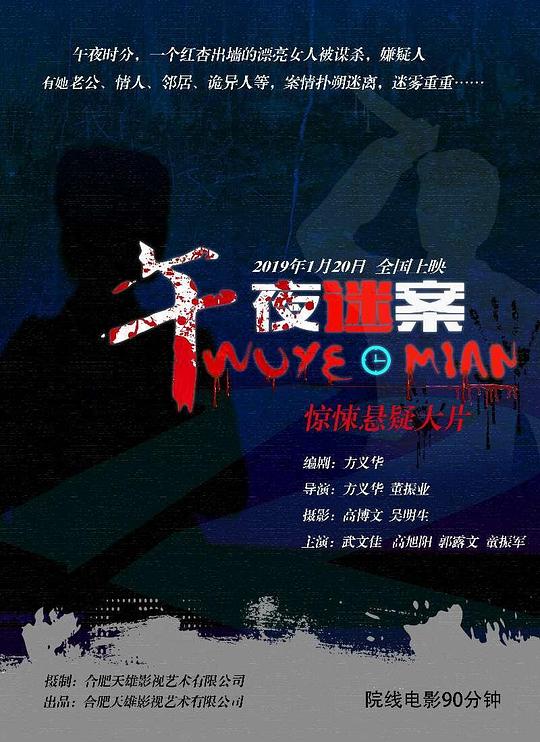 午夜时分，一个红杏出墙的漂亮女人被谋杀，嫌疑人
有她老公、情人、邻居、诡异人等，案情扑朔迷离，迷雾重重……
2019年1月20日 全国上映
午夜迷案
WUYE MIAN
惊悚悬疑大片
编剧：方义华
导演：方义华 董振业
摄影：高博文 吴明生
主演：武文佳 高旭阳 郭露文 董振军
摄制：合肥天雄影视艺术有限公司
出品：合肥天雄影视艺术有限公司
院线电影90分钟